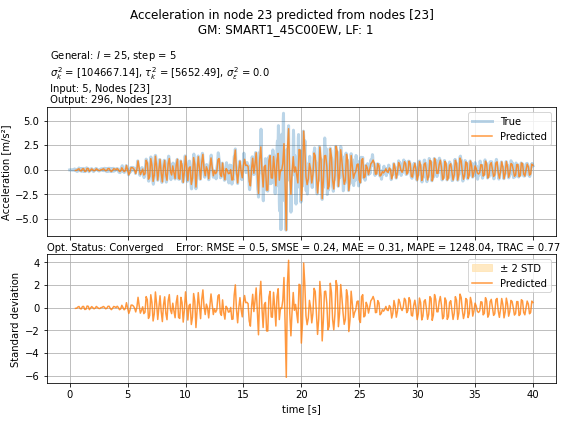 Acceleration in node 23 predicted from nodes [23]
GM: SMART1_45C00EW, LF: 1
General: l = 25, step = 5
σ²ₖ = [104667.14], τ²ₖ = [5652.49], σ²ε = 0.0
Input: 5, Nodes [23]
Output: 296, Nodes [23]
Acceleration [m/s²]
5.0
2.5
0.0
−2.5
−5.0
True
Predicted
Opt. Status: Converged Error: RMSE = 0.5, SMSE = 0.24, MAE = 0.31, MAPE = 1248.04, TRAC = 0.77
Standard deviation
4
2
0
−2
−4
−6
± 2 STD
Predicted
0 5 10 15 20 25 30 35 40
time [s]